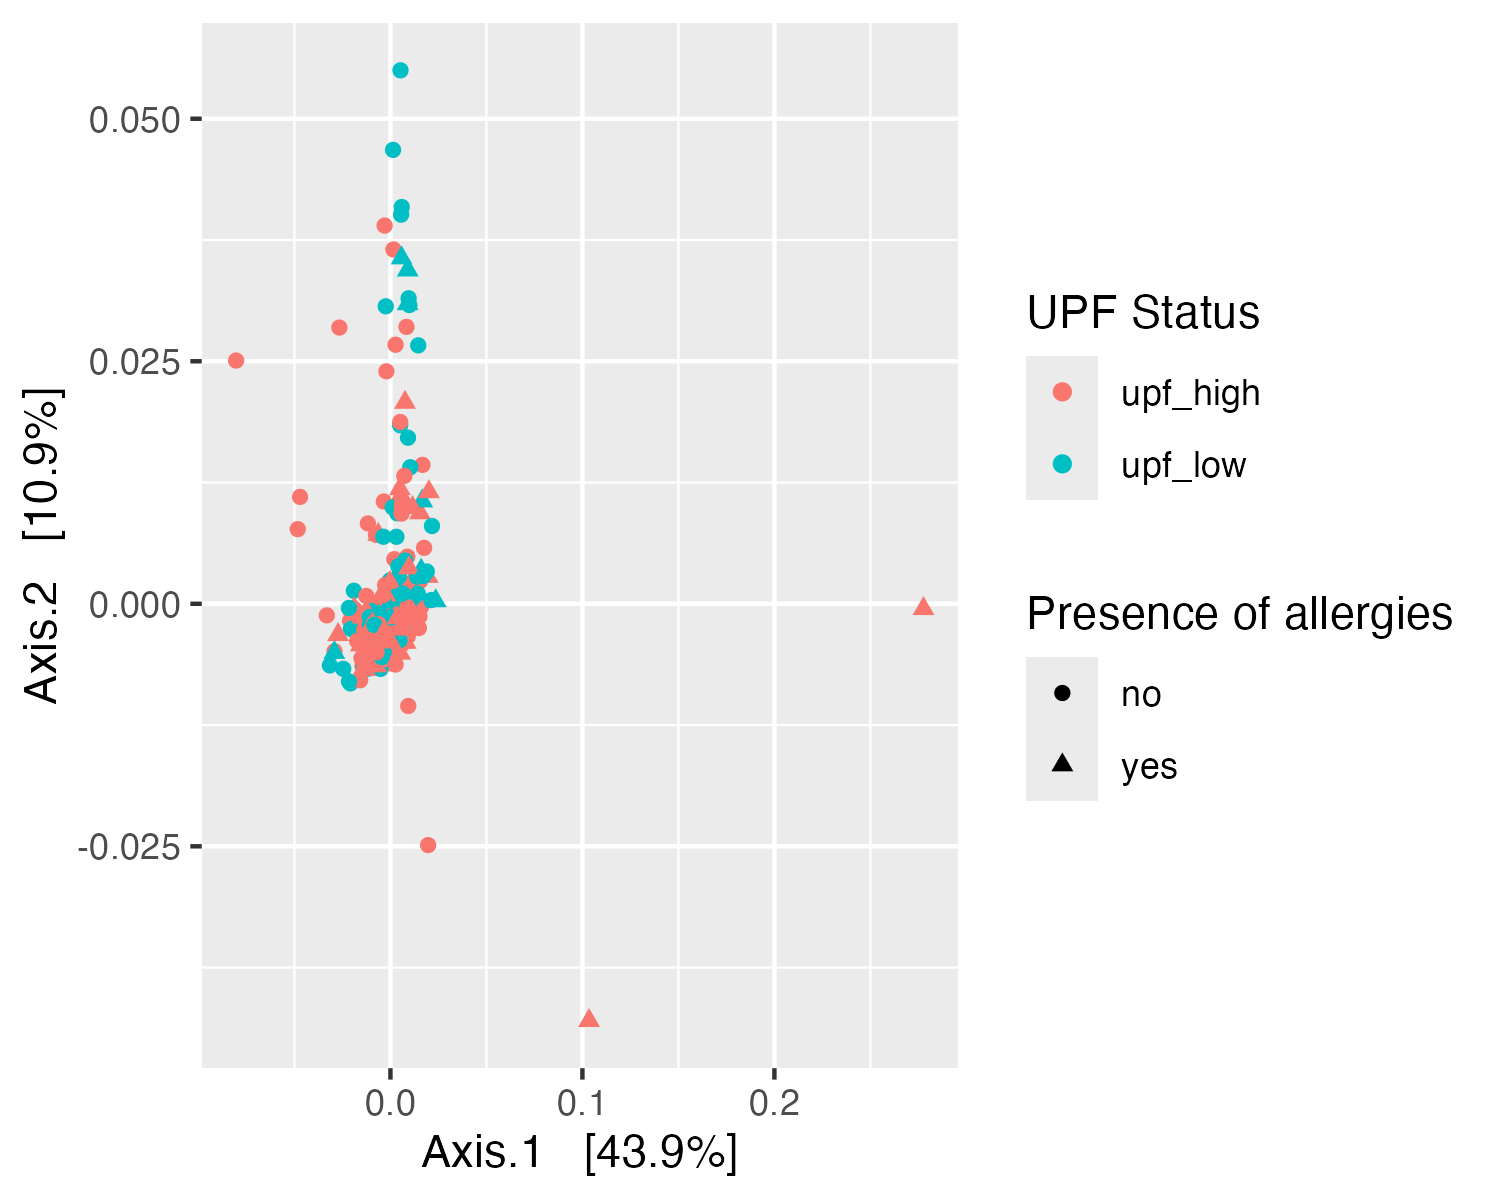 0.050
0.025
0.000
-0.025
Axis.2 [10.9%]
0.0
0.1
0.2
Axis.1 [43.9%]
UPF Status
upf_high
upf_low
Presence of allergies
no
yes